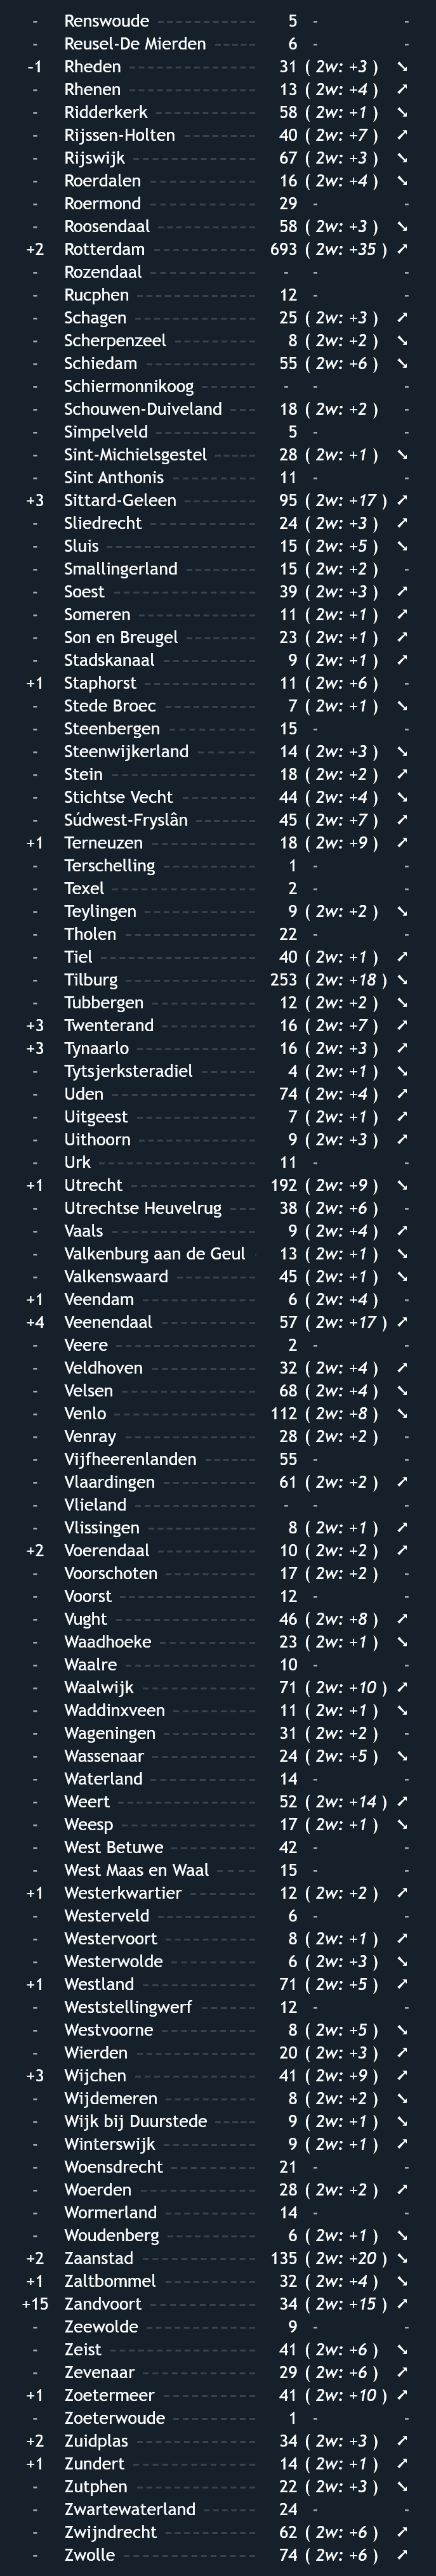 - Renswoude 5 - -
- Reusel-De Mierden 6 - -
-1 Rheden 31 ( 2w: +3 ) ➘
- Rhenen 13 ( 2w: +4 ) ➚
- Ridderkerk 58 ( 2w: +1 ) ➘
- Rijssen-Holten 40 ( 2w: +7 ) ➚
- Rijswijk 67 ( 2w: +3 ) ➘
- Roerdalen 16 ( 2w: +4 ) ➘
- Roermond 29 - -
- Roosendaal 58 ( 2w: +3 ) ➘
+2 Rotterdam 693 ( 2w: +35 ) ➚
- Rozendaal - - -
- Rucphen 12 - -
- Schagen 25 ( 2w: +3 ) ➚
- Scherpenzeel 8 ( 2w: +2 ) ➘
- Schiedam 55 ( 2w: +6 ) ➘
- Schiermonnikoog - - -
- Schouwen-Duiveland 18 ( 2w: +2 ) -
- Simpelveld 5 - -
- Sint-Michielsgestel 28 ( 2w: +1 ) ➘
- Sint Anthonis 11 - -
+3 Sittard-Geleen 95 ( 2w: +17 ) ➚
- Sliedrecht 24 ( 2w: +3 ) ➚
- Sluis 15 ( 2w: +5 ) ➘
- Smallingerland 15 ( 2w: +2 ) -
- Soest 39 ( 2w: +3 ) ➚
- Someren 11 ( 2w: +1 ) ➚
- Son en Breugel 23 ( 2w: +1 ) ➚
- Stadskanaal 9 ( 2w: +1 ) ➚
+1 Staphorst 11 ( 2w: +6 ) -
- Stede Broec 7 ( 2w: +1 ) ➘
- Steenbergen 15 - -
- Steenwijkerland 14 ( 2w: +3 ) ➘
- Stein 18 ( 2w: +2 ) ➚
- Stichtse Vecht 44 ( 2w: +4 ) ➘
- Súdwest-Fryslân 45 ( 2w: +7 ) ➚
+1 Terneuzen 18 ( 2w: +9 ) ➚
- Terschelling 1 - -
- Texel 2 - -
- Teylingen 9 ( 2w: +2 ) ➘
- Tholen 22 - -
- Tiel 40 ( 2w: +1 ) ➚
- Tilburg 253 ( 2w: +18 ) ➘
- Tubbergen 12 ( 2w: +2 ) ➘
+3 Twenterand 16 ( 2w: +7 ) ➚
+3 Tynaarlo 16 ( 2w: +3 ) ➚
- Tytsjerksteradiel 4 ( 2w: +1 ) ➘
- Uden 74 ( 2w: +4 ) ➚
- Uitgeest 7 ( 2w: +1 ) ➚
- Uithoorn 9 ( 2w: +3 ) ➚
- Urk 11 - -
+1 Utrecht 192 ( 2w: +9 ) ➘
- Utrechtse Heuvelrug 38 ( 2w: +6 ) -
- Vaals 9 ( 2w: +4 ) ➚
- Valkenburg aan de Geul 13 ( 2w: +1 ) ➘
- Valkenswaard 45 ( 2w: +1 ) ➘
+1 Veendam 6 ( 2w: +4 ) -
+4 Veenendaal 57 ( 2w: +17 ) ➚
- Veere 2 - -
- Veldhoven 32 ( 2w: +4 ) ➚
- Velsen 68 ( 2w: +4 ) ➘
- Venlo 112 ( 2w: +8 ) ➘
- Venray 28 ( 2w: +2 ) -
- Vijfheerenlanden 55 - -
- Vlaardingen 61 ( 2w: +2 ) ➚
- Vlieland - - -
- Vlissingen 8 ( 2w: +1 ) ➚
+2 Voerendaal 10 ( 2w: +2 ) ➚
- Voorschoten 17 ( 2w: +2 ) -
- Voorst 12 - -
- Vught 46 ( 2w: +8 ) ➚
- Waadhoeke 23 ( 2w: +1 ) ➘
- Waalre 10 - -
- Waalwijk 71 ( 2w: +10 ) ➚
- Waddinxveen 11 ( 2w: +1 ) ➘
- Wageningen 31 ( 2w: +2 ) -
- Wassenaar 24 ( 2w: +5 ) ➘
- Waterland 14 - -
- Weert 52 ( 2w: +14 ) ➚
- Weesp 17 ( 2w: +1 ) ➘
- West Betuwe 42 - -
- West Maas en Waal 15 - -
+1 Westerkwartier 12 ( 2w: +2 ) ➚
- Westerveld 6 - -
- Westervoort 8 ( 2w: +1 ) ➚
- Westerwolde 6 ( 2w: +3 ) ➘
+1 Westland 71 ( 2w: +5 ) ➚
- Weststellingwerf 12 - -
- Westvoorne 8 ( 2w: +5 ) ➘
- Wierden 20 ( 2w: +3 ) ➚
+3 Wijchen 41 ( 2w: +9 ) ➚
- Wijdemeren 8 ( 2w: +2 ) ➘
- Wijk bij Duurstede 9 ( 2w: +1 ) ➘
- Winterswijk 9 ( 2w: +1 ) ➚
- Woensdrecht 21 - -
- Woerden 28 ( 2w: +2 ) ➚
- Wormerland 14 - -
- Woudenberg 6 ( 2w: +1 ) ➘
+2 Zaanstad 135 ( 2w: +20 ) ➘
+1 Zaltbommel 32 ( 2w: +4 ) ➘
+15 Zandvoort 34 ( 2w: +15 ) ➚
- Zeewolde 9 - -
- Zeist 41 ( 2w: +6 ) ➘
- Zevenaar 29 ( 2w: +6 ) ➚
+1 Zoetermeer 41 ( 2w: +10 ) ➚
- Zoeterwoude 1 - -
+2 Zuidplas 34 ( 2w: +3 ) ➚
+1 Zundert 14 ( 2w: +1 ) ➚
- Zutphen 22 ( 2w: +3 ) ➘
- Zwartewaterland 24 - -
- Zwijndrecht 62 ( 2w: +6 ) ➚
- Zwolle 74 ( 2w: +6 ) ➚